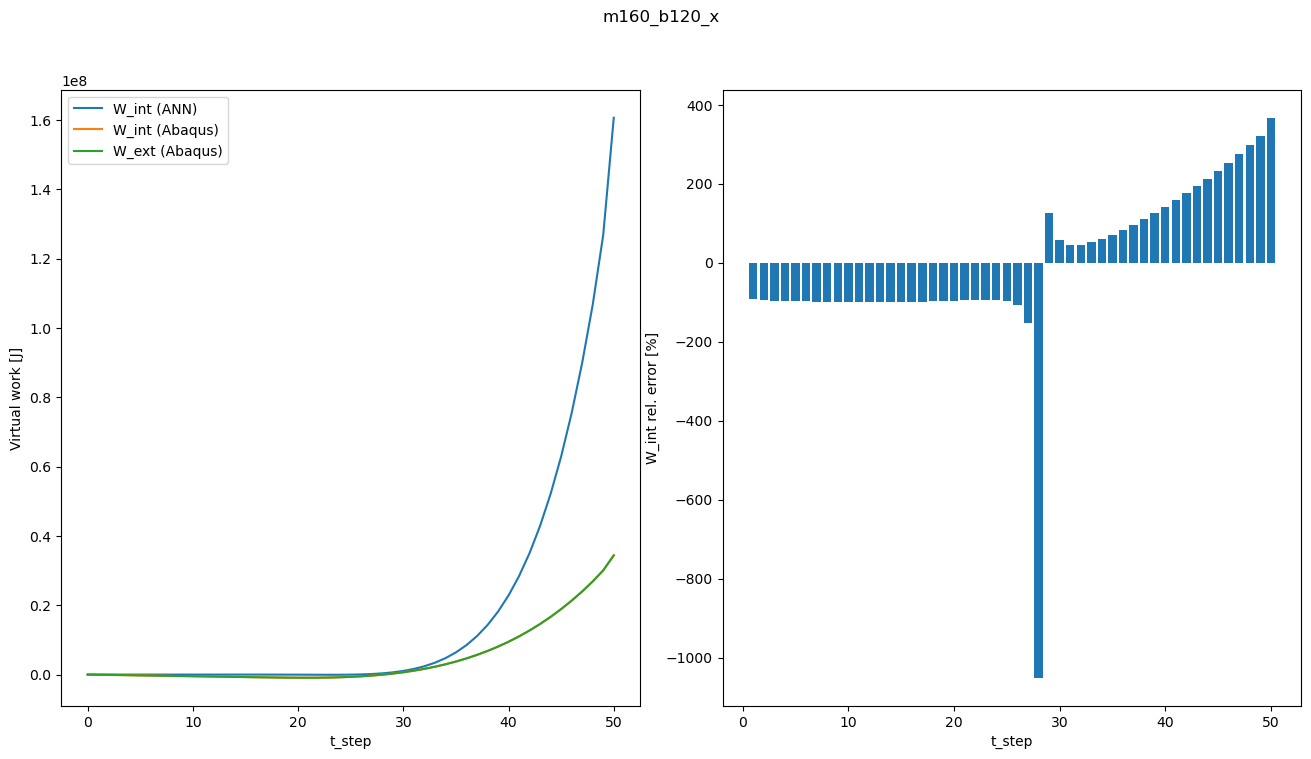 m160_b120_x
1e8
W_int (ANN)
W_int (Abaqus)
W_ext (Abaqus)
Virtual work [J]
1.6
1.4
1.2
1.0
0.8
0.6
0.4
0.2
0.0
0 10 20 30 40 50
t_step
W_int rel. error [%]
400
200
0
−200
−400
−600
−800
−1000
0 10 20 30 40 50
t_step